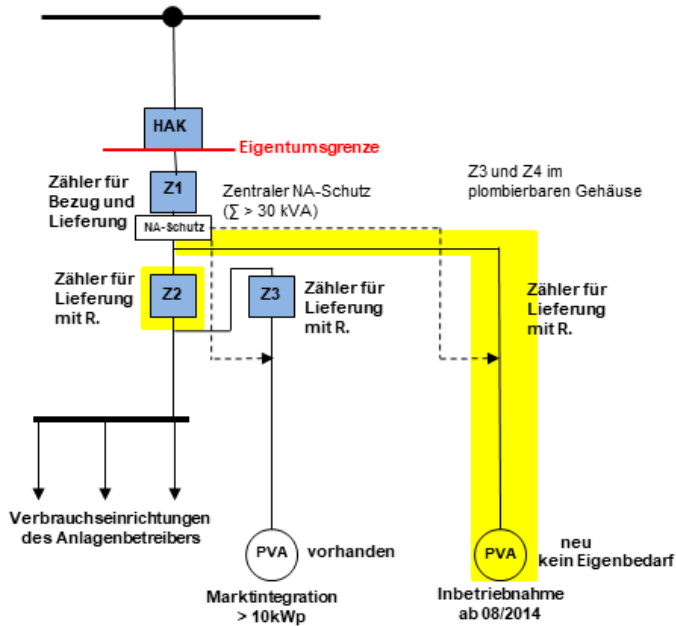 HAK
Eigentumsgrenze
Zähler für
Bezug und
Lieferung
Z1
Zentraler NA-Schutz
(∑ > 30 kVA)
Z3 und Z4 im
plombierbaren Gehäuse
NA-Schutz
Zähler für
Lieferung
mit R.
Z2
Z3
Zähler für
Lieferung
mit R.
Zähler für
Lieferung
mit R.
Verbrauchseinrichtungen
des Anlagenbetreibers
PVA
vorhanden
Marktintegration
> 10kWp
PVA
neu
kein Eigenbedarf
Inbetriebnahme
ab 08/2014